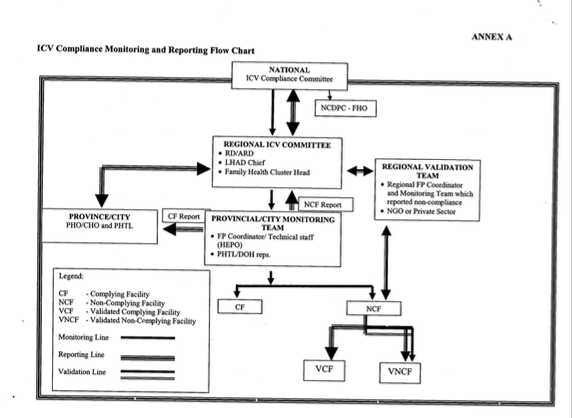 ANNEX A
ICV Compliance Monitoring and Reporting Flow Chart
NATIONAL
ICV Compliance Committee
NCDPC - FHO
REGIONAL ICV COMMITTEE
• RD/ARD
• LHAD Chief
• Family Health Cluster Head
REGIONAL VALIDATION
TEAM
• Regional FP Coordinator
and Monitoring Team which
reported non-compliance
• NGO or Private Sector
NCF Report
PROVINCE/CITY
PHO/CHO and PHTL
CF Report
PROVINCIAL/CITY MONITORING
TEAM
• FP Coordinator/ Technical staff
(HEPO)
• PHTL/DOH reps.
Legend:
CF - Complying Facility
NCF - Non-Complying Facility
VCF - Validated Complying Facility
VNCF - Validated Non-Complying Facility
Monitoring Line
Reporting Line
Validation Line
CF
NCF
VCF
VNCF